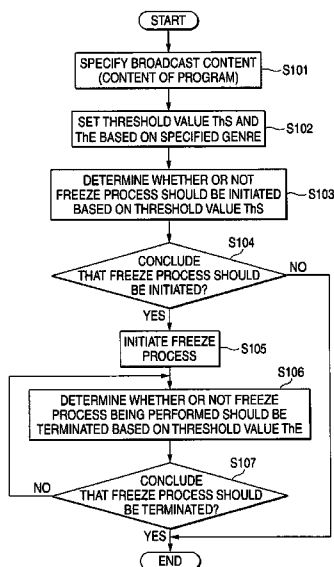 START
SPECIFY BROADCAST CONTENT
(CONTENT OF PROGRAM)
S101
SET THRESHOLD VALUE ThS AND
ThE BASED ON SPECIFIED GENRE
S102
DETERMINE WHETHER OR NOT
FREEZE PROCESS SHOULD BE INITIATED
BASED ON THRESHOLD VALUE ThS
S103
S104
CONCLUDE
THAT FREEZE PROCESS SHOULD
BE INITIATED?
NO
YES
INITIATE FREEZE
PROCESS
S105
S106
DETERMINE WHETHER OR NOT FREEZE
PROCESS BEING PERFORMED SHOULD BE
TERMINATED BASED ON THRESHOLD VALUE ThE
S107
CONCLUDE
THAT FREEZE PROCESS SHOULD
BE TERMINATED?
NO
YES
END